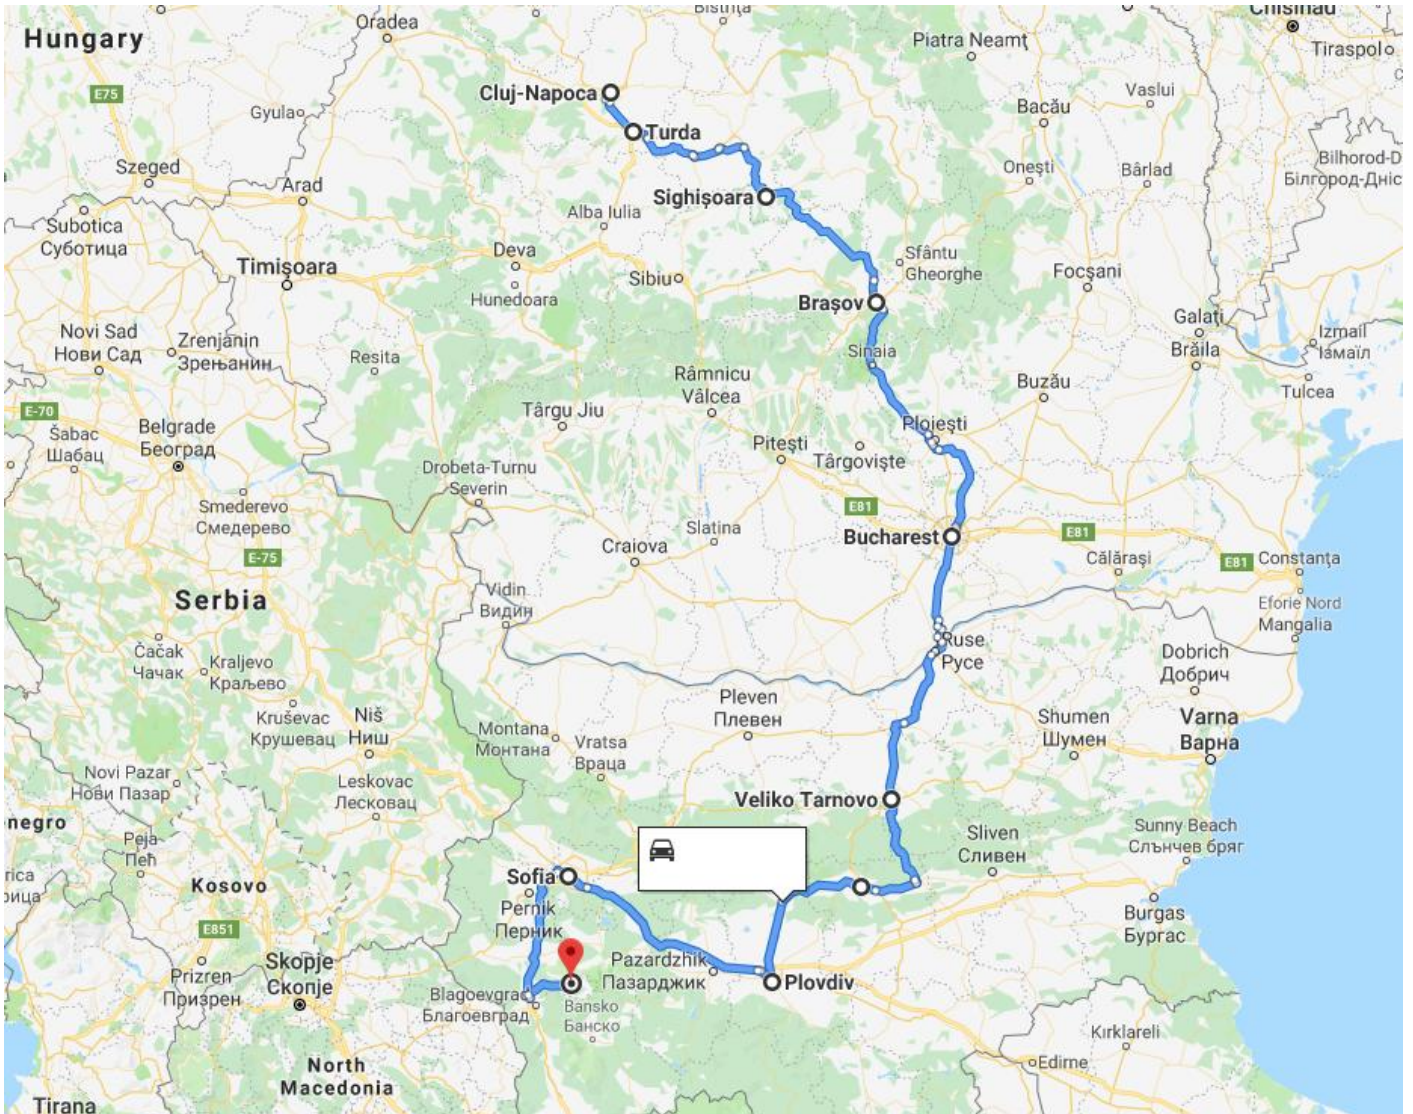 Oradea
Bistrița
Chisinau
Hungary
Piatra Neamț
Tiraspol
E75
Cluj-Napoca
Vaslui
Gyula
Bacău
Turda
Szeged
Onești
Bârlad
Bilhorod-D
Білгород-Дніс
Arad
Sighișoara
Subotica
Суботица
Alba Iulia
Deva
Sfântu
Gheorghe
Timișoara
Sibiu
Focșani
Hunedoara
Brașov
Novi Sad
Нови Сад
Zrenjanin
Зрењанин
Galați
Izmail
Ізмаїл
Resita
Sinaia
Brăila
Râmnicu
Vâlcea
Buzău
Tulcea
E-70
Târgu Jiu
Ploiești
Šabac
Шабац
Belgrade
Београд
Pitești
Târgoviște
Drobeta-Turnu
Severin
Smederevo
Смедерево
E81
Slatina
Bucharest
E81
Craiova
E-75
Călărași
E81
Constanța
Serbia
Vidin
Видин
Eforie Nord
Mangalia
Čačak
Чачак
Ruse
Русе
Kraljevo
Краљево
Dobrich
Добрич
Pleven
Плевен
Kruševac
Крушевац
Niš
Ниш
Shumen
Шумен
Varna
Варна
Montana
Монтана
Vratsa
Враца
Novi Pazar
Нови Пазар
Leskovac
Лесковац
Veliko Tarnovo
negro
Peja
Пећ
Sliven
Сливен
Sunny Beach
Слънчев бряг
rica
рица
Kosovo
Sofia
Pernik
Перник
Burgas
Бургас
E851
Skopje
Скопје
Pazardzhik
Пазарджик
Prizren
Призрен
Plovdiv
Blagoevgrad
Благоевград
Bansko
Банско
Kırklareli
North
Macedonia
Edirne
Tirana